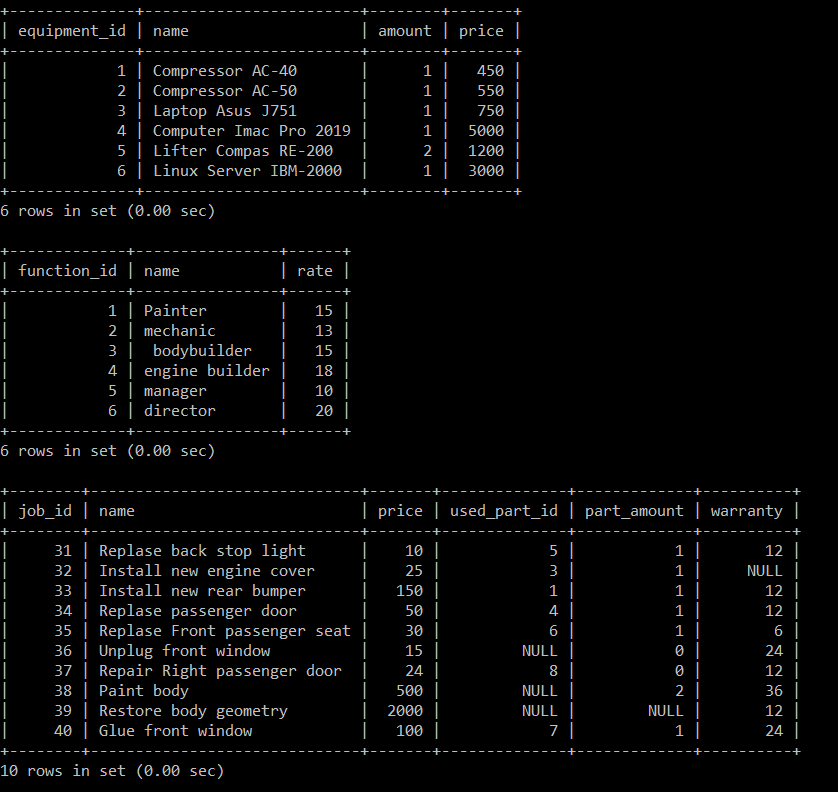 +--------------+------------------------+--------+-------+
| equipment_id | name                   | amount | price |
+--------------+------------------------+--------+-------+
|            1 | Compressor AC-40       |      1 |   450 |
|            2 | Compressor AC-50       |      1 |   550 |
|            3 | Laptop Asus J751       |      1 |   750 |
|            4 | Computer Imac Pro 2019 |      1 |  5000 |
|            5 | Lifter Compas RE-200   |      2 |  1200 |
|            6 | Linux Server IBM-2000  |      1 |  3000 |
+--------------+------------------------+--------+-------+
6 rows in set (0.00 sec)
+-------------+----------------+------+
| function_id | name           | rate |
+-------------+----------------+------+
|           1 | Painter        |   15 |
|           2 | mechanic       |   13 |
|           3 |  bodybuilder   |   15 |
|           4 | engine builder |   18 |
|           5 | manager        |   10 |
|           6 | director       |   20 |
+-------------+----------------+------+
6 rows in set (0.00 sec)
+--------+------------------------------+-------+--------------+-------------+----------+
| job_id | name                         | price | used_part_id | part_amount | warranty |
+--------+------------------------------+-------+--------------+-------------+----------+
|     31 | Replase back stop light      |    10 |            5 |           1 |       12 |
|     32 | Install new engine cover     |    25 |            3 |           1 |     NULL |
|     33 | Install new rear bumper      |   150 |            1 |           1 |       12 |
|     34 | Replase passenger door       |    50 |            4 |           1 |       12 |
|     35 | Replase Front passenger seat |    30 |            6 |           1 |        6 |
|     36 | Unplug front window          |    15 |         NULL |           0 |       24 |
|     37 | Repair Right passenger door  |    24 |            8 |           0 |       12 |
|     38 | Paint body                   |   500 |         NULL |           2 |       36 |
|     39 | Restore body geometry        |  2000 |         NULL |        NULL |       12 |
|     40 | Glue front window            |   100 |            7 |           1 |       24 |
+--------+------------------------------+-------+--------------+-------------+----------+
10 rows in set (0.00 sec)